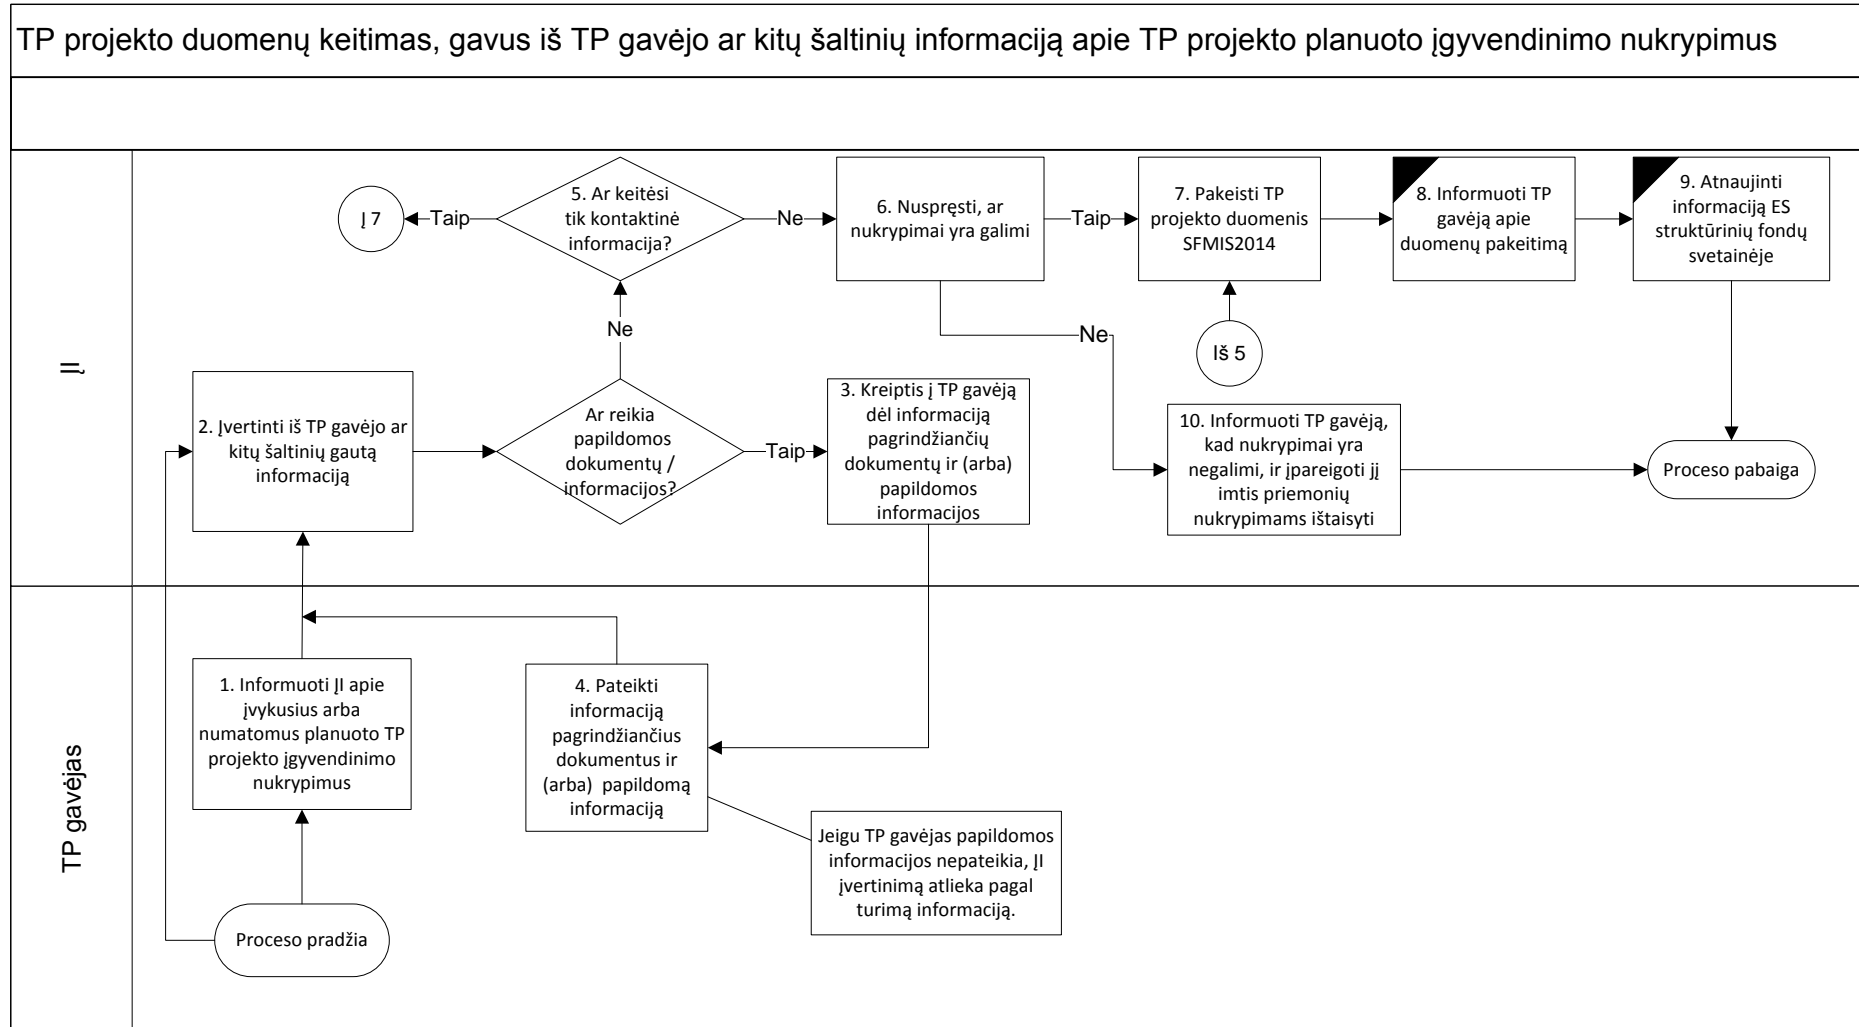 TP projekto duomenų keitimas, gavus iš TP gavėjo ar kitų šaltinių informaciją apie TP projekto planuoto įgyvendinimo nukrypimus
ĮI
Į 7
Taip
5. Ar keitėsi
tik kontaktinė
informacija?
Ne
6. Nuspręsti, ar
nukrypimai yra galimi
Taip
7. Pakeisti TP
projekto duomenis
SFMIS2014
8. Informuoti TP
gavėją apie
duomenų pakeitimą
9. Atnaujinti
informaciją ES
struktūrinių fondų
svetainėje
Ne
Ne
Iš 5
2. Įvertinti iš TP gavėjo ar
kitų šaltinių gautą
informaciją
Ar reikia
papildomos
dokumentų /
informacijos?
Taip
3. Kreiptis į TP gavėją
dėl informaciją
pagrindžiančių
dokumentų ir (arba)
papildomos
informacijos
10. Informuoti TP gavėją,
kad nukrypimai yra
negalimi, ir įpareigoti jį
imtis priemonių
nukrypimams ištaisyti
Proceso pabaiga
TP gavėjas
1. Informuoti ĮI apie
įvykusius arba
numatomus planuoto TP
projekto įgyvendinimo
nukrypimus
4. Pateikti
informaciją
pagrindžiančius
dokumentus ir
(arba) papildomą
informaciją
Jeigu TP gavėjas papildomos
informacijos nepateikia, ĮI
įvertinimą atlieka pagal
turimą informaciją.
Proceso pradžia